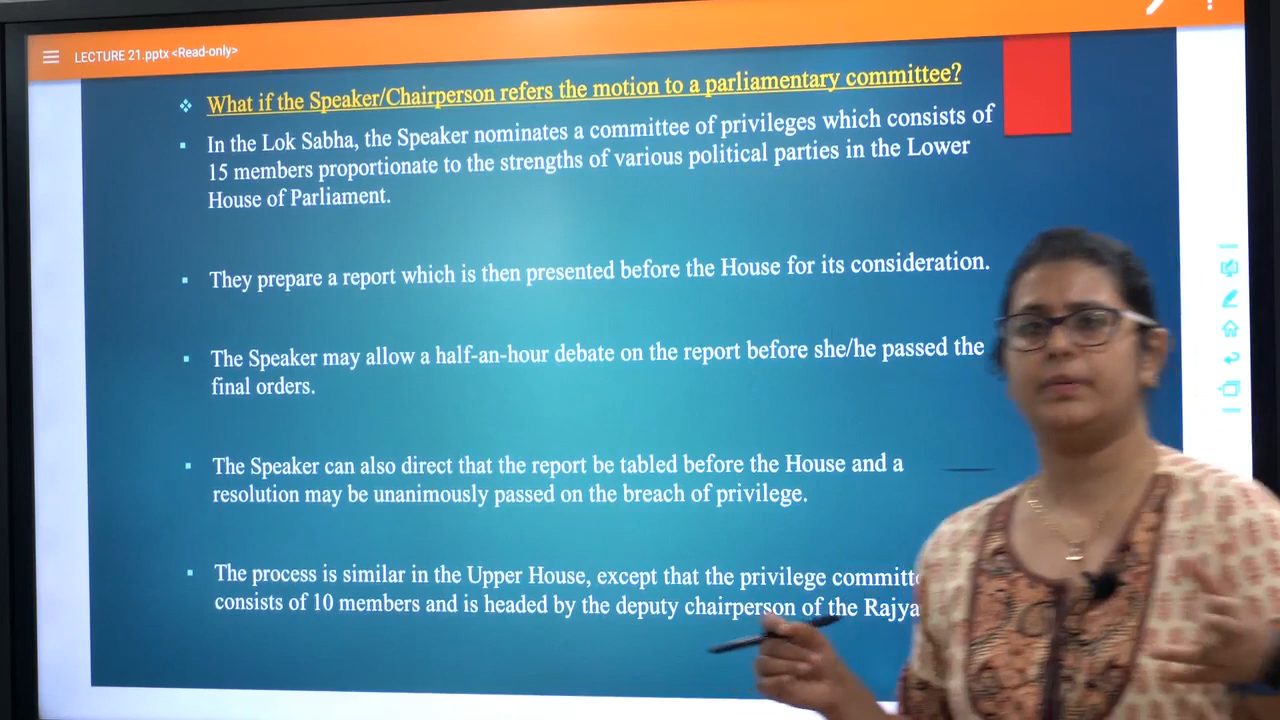 LECTURE 21.pptx <Read-only>
What if the Speaker/Chairperson refers the motion to a parliamentary committee?
In the Lok Sabha, the Speaker nominates a committee of privileges which consists of
15 members proportionate to the strengths of various political parties in the Lower
House of Parliament.
They prepare a report which is then presented before the House for its consideration.
The Speaker may allow a half-an-hour debate on the report before she/he passed the
final orders.
The Speaker can also direct that the report be tabled before the House and a
resolution may be unanimously passed on the breach of privilege.
The process is similar in the Upper House, except that the privilege
consists of 10 members and is headed by the deputy chairperson of the Rajya